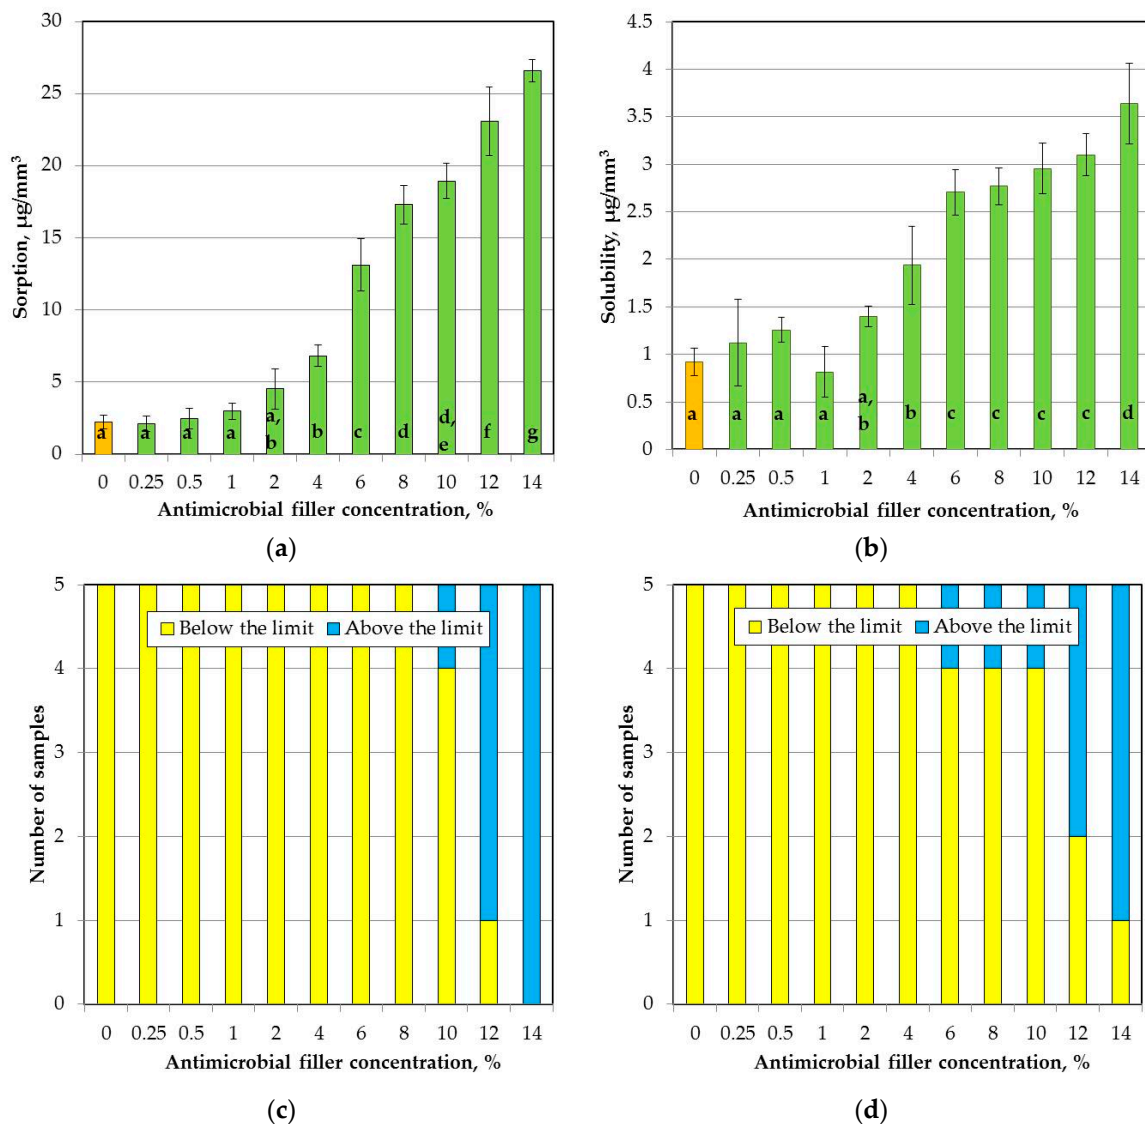 Sorption, µg/mm³
30
25
20
15
10
5
0
a
a
a
a
a,
b
b
c
d
d,
e
f
g
0 0.25 0.5 1 2 4 6 8 10 12 14
Antimicrobial filler concentration, %
(a)
Solubility, µg/mm³
4.5
4
3.5
3
2.5
2
1.5
1
0.5
0
a
a
a
a
a,
b
b
c
c
c
c
d
0 0.25 0.5 1 2 4 6 8 10 12 14
Antimicrobial filler concentration, %
(b)
Number of samples
5
4
3
2
1
0
Below the limit Above the limit
0 0.25 0.5 1 2 4 6 8 10 12 14
Antimicrobial filler concentration, %
(c)
Number of samples
5
4
3
2
1
0
Below the limit Above the limit
0 0.25 0.5 1 2 4 6 8 10 12 14
Antimicrobial filler concentration, %
(d)